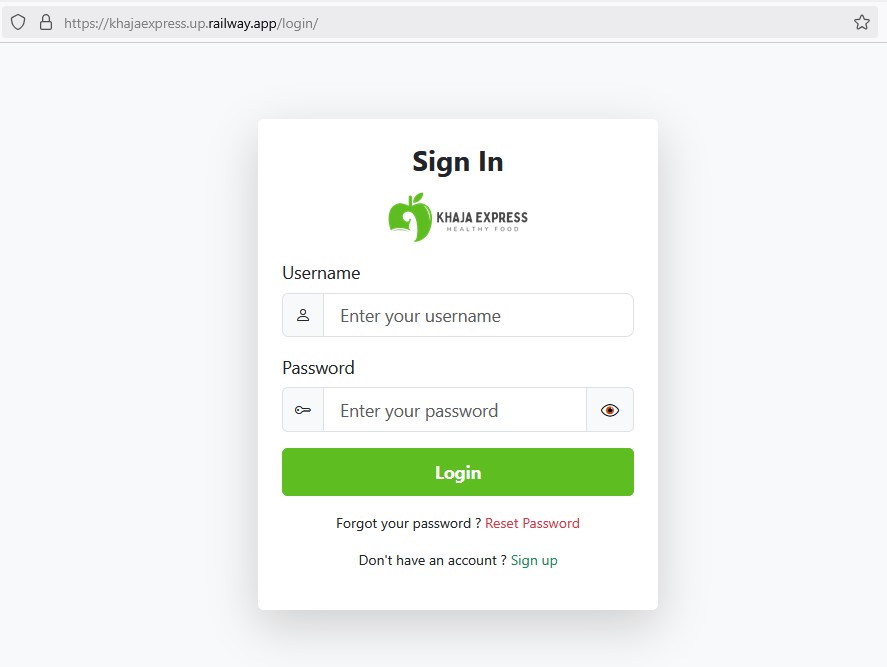 https://khajaexpress.up.railway.app/login/
Sign In
KHAJA EXPRESS
HEALTHY FOOD
Username
Enter your username
Password
Enter your password
Login
Forgot your password ? Reset Password
Don't have an account ? Sign up